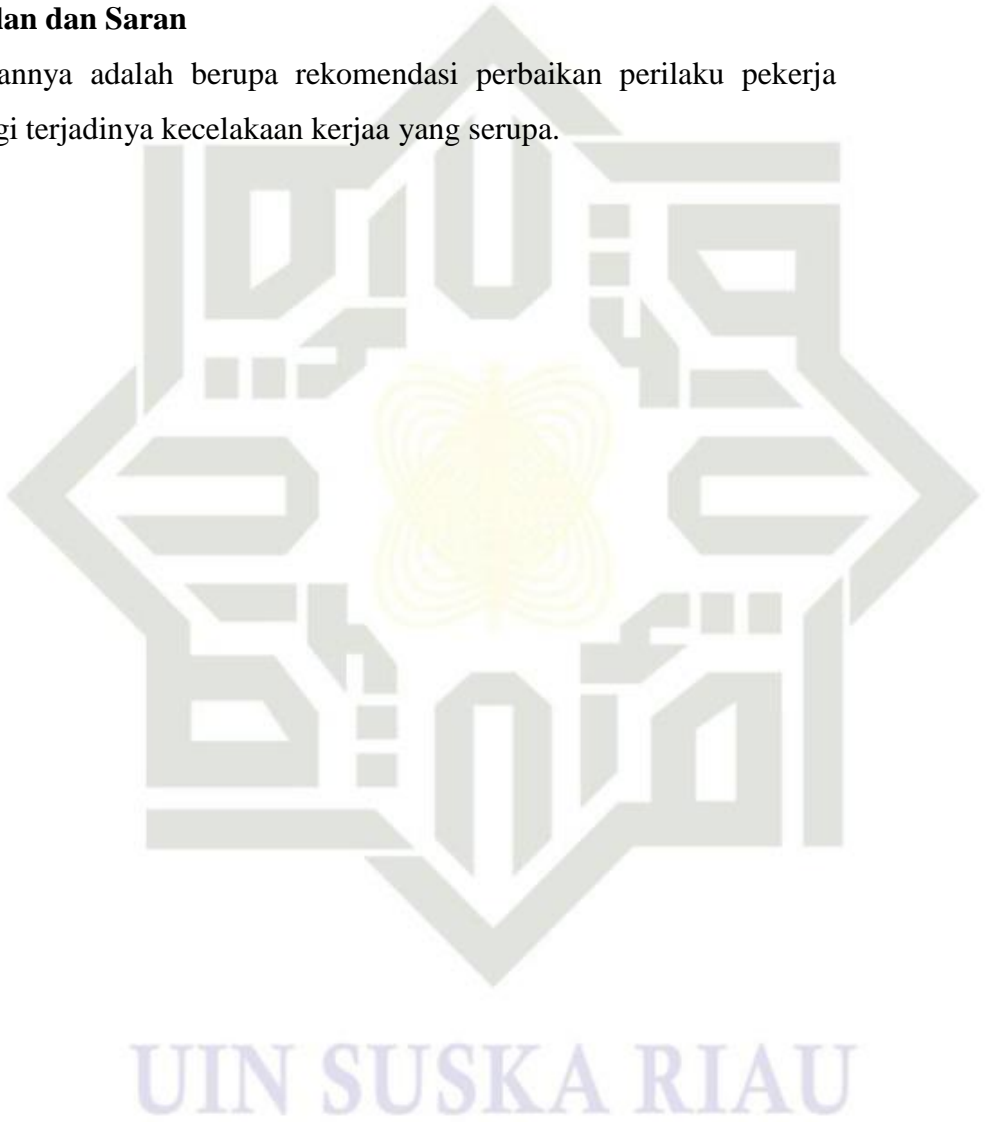 lan dan Saran
annya adalah berupa rekomendasi perbaikan perilaku pekerja
gi terjadinya kecelakaan kerjaa yang serupa.
UIN SUSKA RIAU